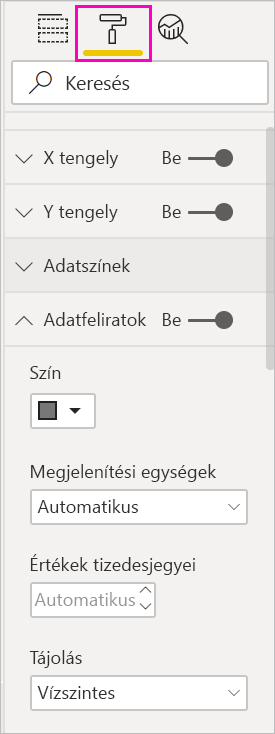 Keresés
X tengely Be
Y tengely Be
Adatszínek
Adatfeliratok Be
Szín
Megjelenítési egységek
Automatikus
Értékek tizedesjegyei
Automatikus
Tájolás
Vízszintes